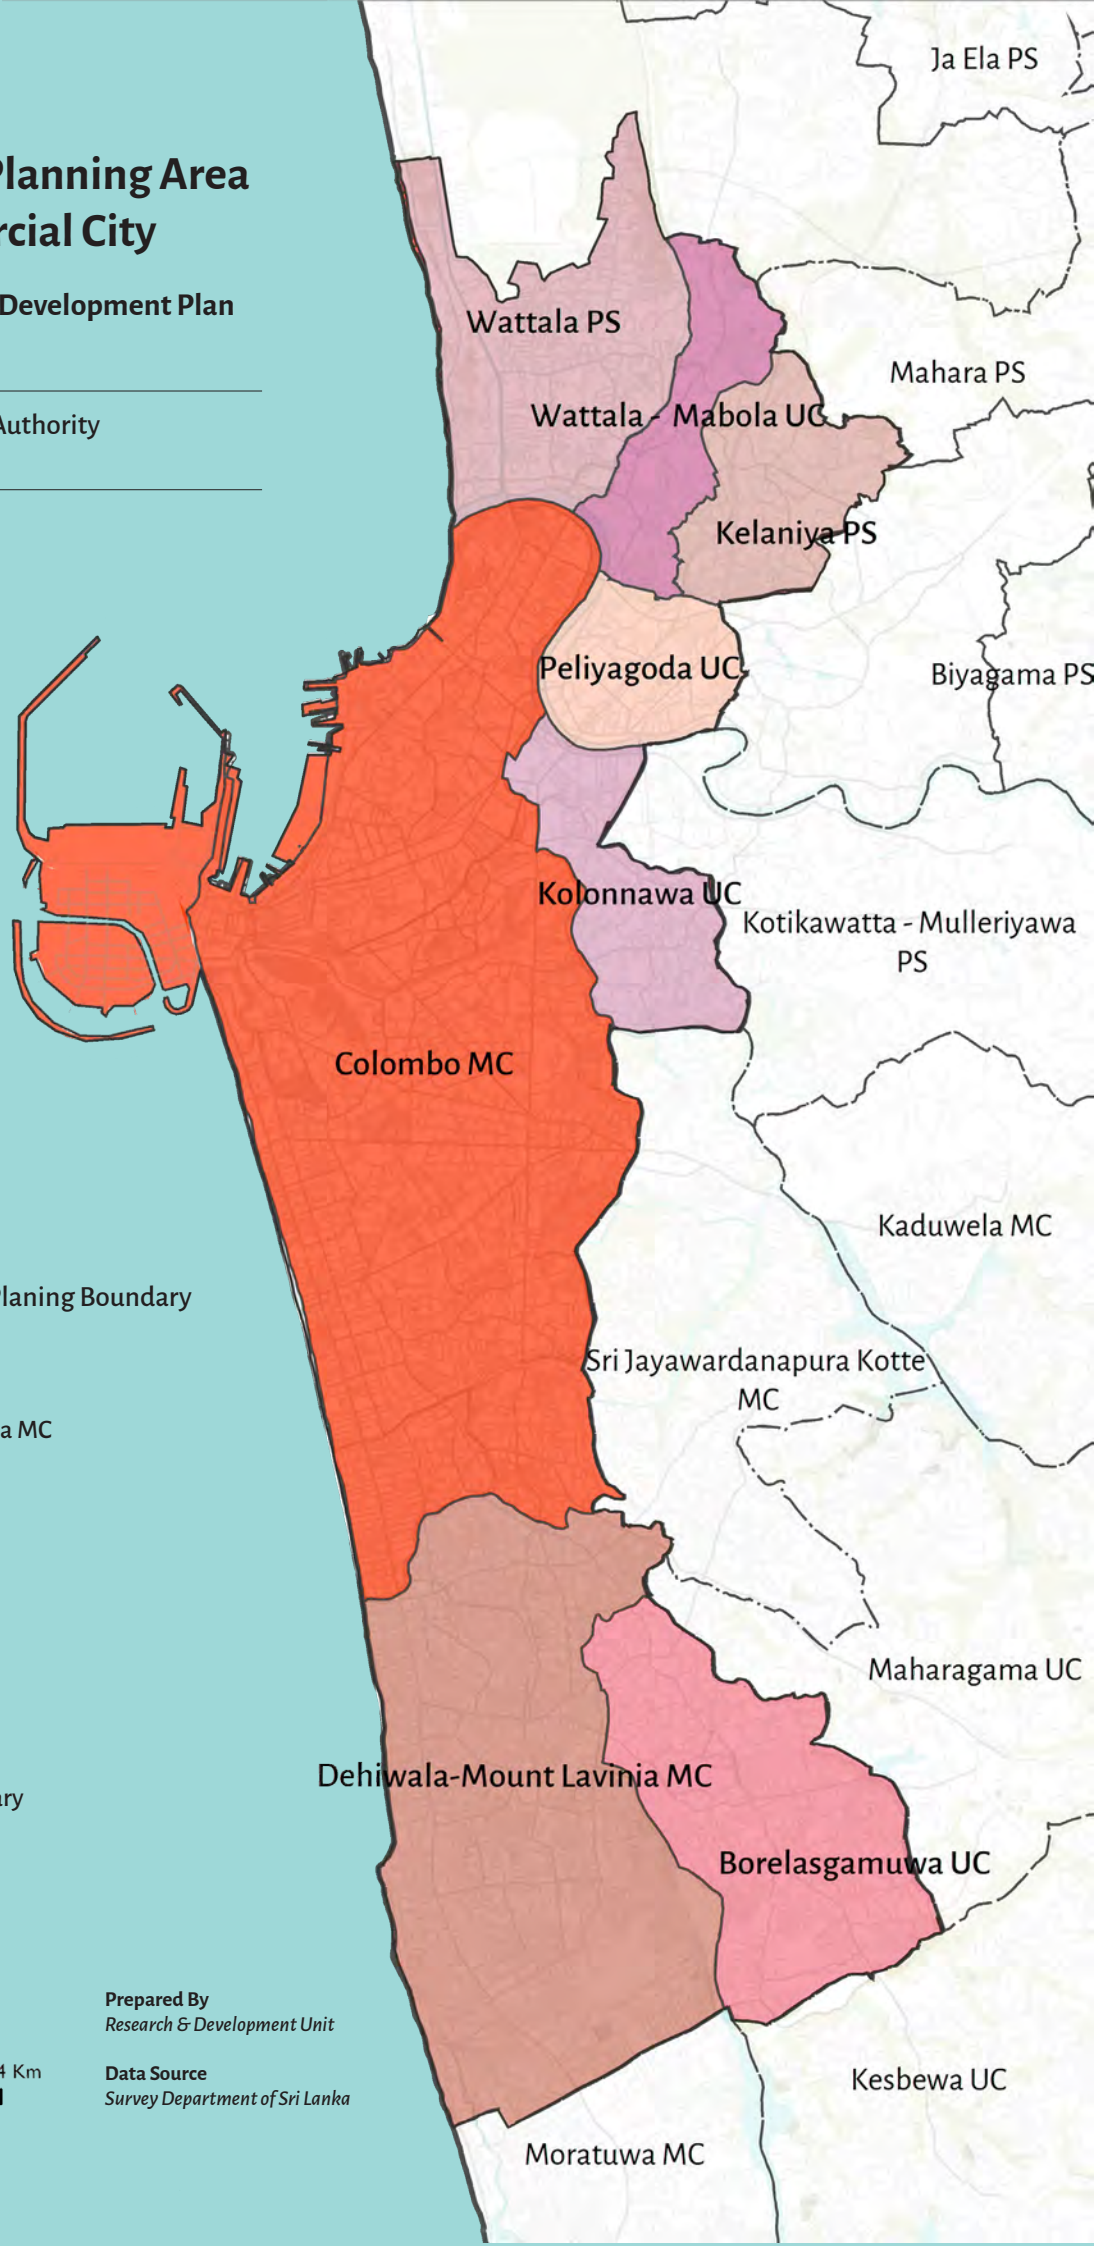 Planning Area
rcial City
Development Plan
Authority
Ja Ela PS
Wattala PS
Mahara PS
Wattala - Mabola UC
Kelaniya PS
Peliyagoda UC
Biyagama PS
Kolonnawa UC
Kotikawatta - Mulleriyawa
PS
Colombo MC
Kaduwela MC
Planing Boundary
Sri Jayawardanapura Kotte
MC
a MC
Maharagama UC
Dehiwala-Mount Lavinia MC
ary
Borelasgamuwa UC
Prepared By
Research & Development Unit
4 Km
Data Source
Survey Department of Sri Lanka
Kesbewa UC
Moratuwa MC